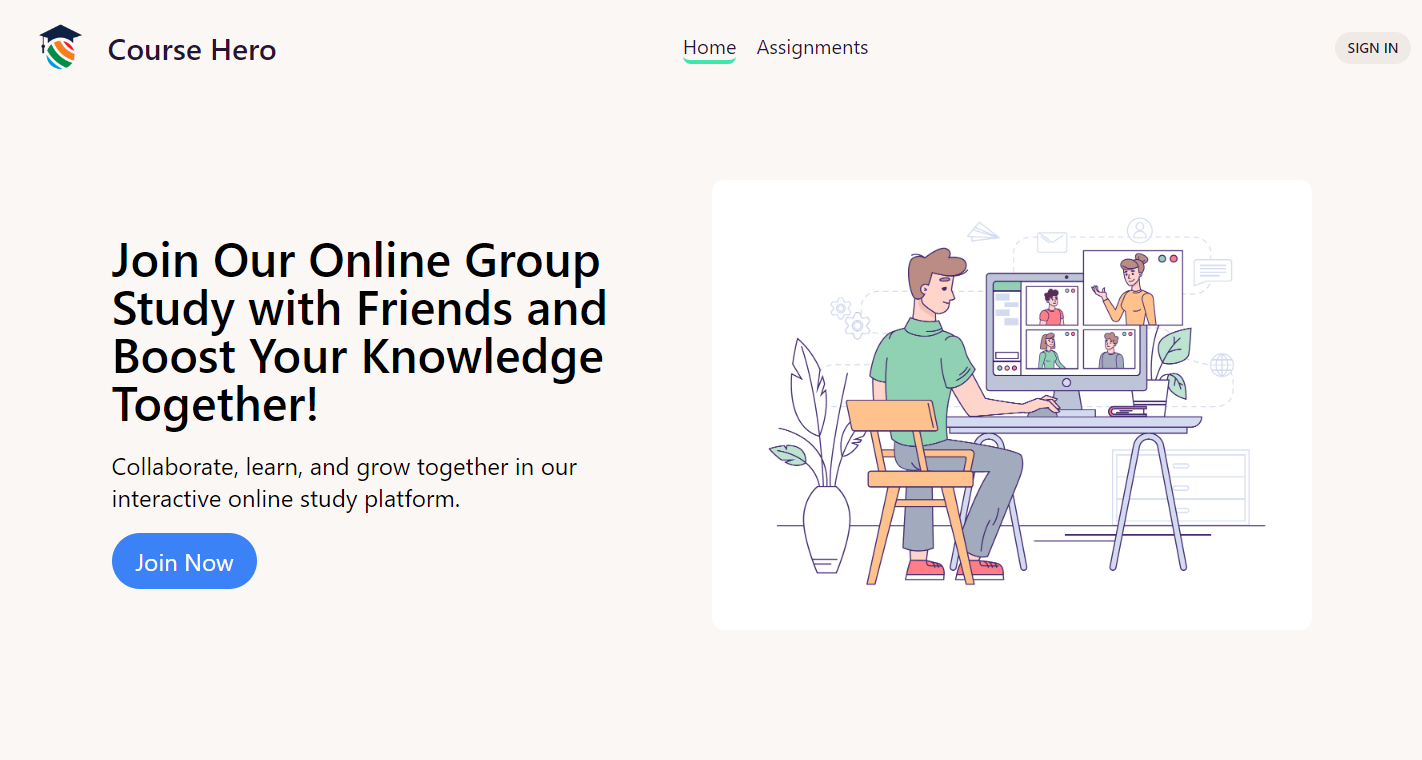 Course Hero
Home
Assignments
SIGN IN
Join Our Online Group
Study with Friends and
Boost Your Knowledge
Together!
Collaborate, learn, and grow together in our
interactive online study platform.
Join Now